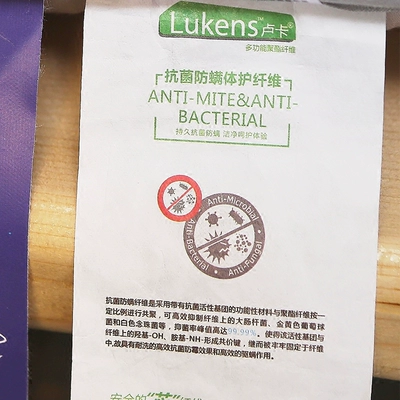 Lukens™ 卢卡®
多功能聚酯纤维
抗菌防螨体护纤维
ANTI-MITE&ANTI-
BACTERIAL
持久抗菌防螨 洁净呵护体验
Anti-Microbial
Anti-Bacterial · Anti-Fungal
抗菌防螨纤维是采用带有抗菌活性基团的功能性材料与聚酯纤维按一
定比例进行共聚，可高效抑制纤维上的大肠杆菌、金黄色葡萄球
菌和白色念珠菌等，抑菌率峰值高达99.99%。使得该活性基团与
纤维上的羟基-OH、胺基-NH-形成共价键，继而被牢牢固定于纤维
中，故具有耐洗的高效抗菌防霉效果和高效的驱螨作用。
安全的“芯”